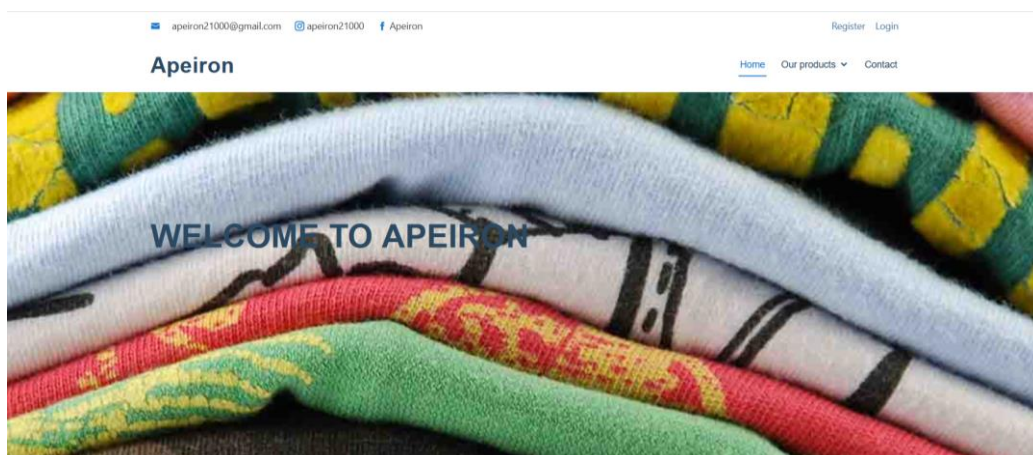 apeiron21000@gmail.com apeiron21000 Apeiron Register Login
Apeiron Home Our products Contact
WELCOME TO APEIRON